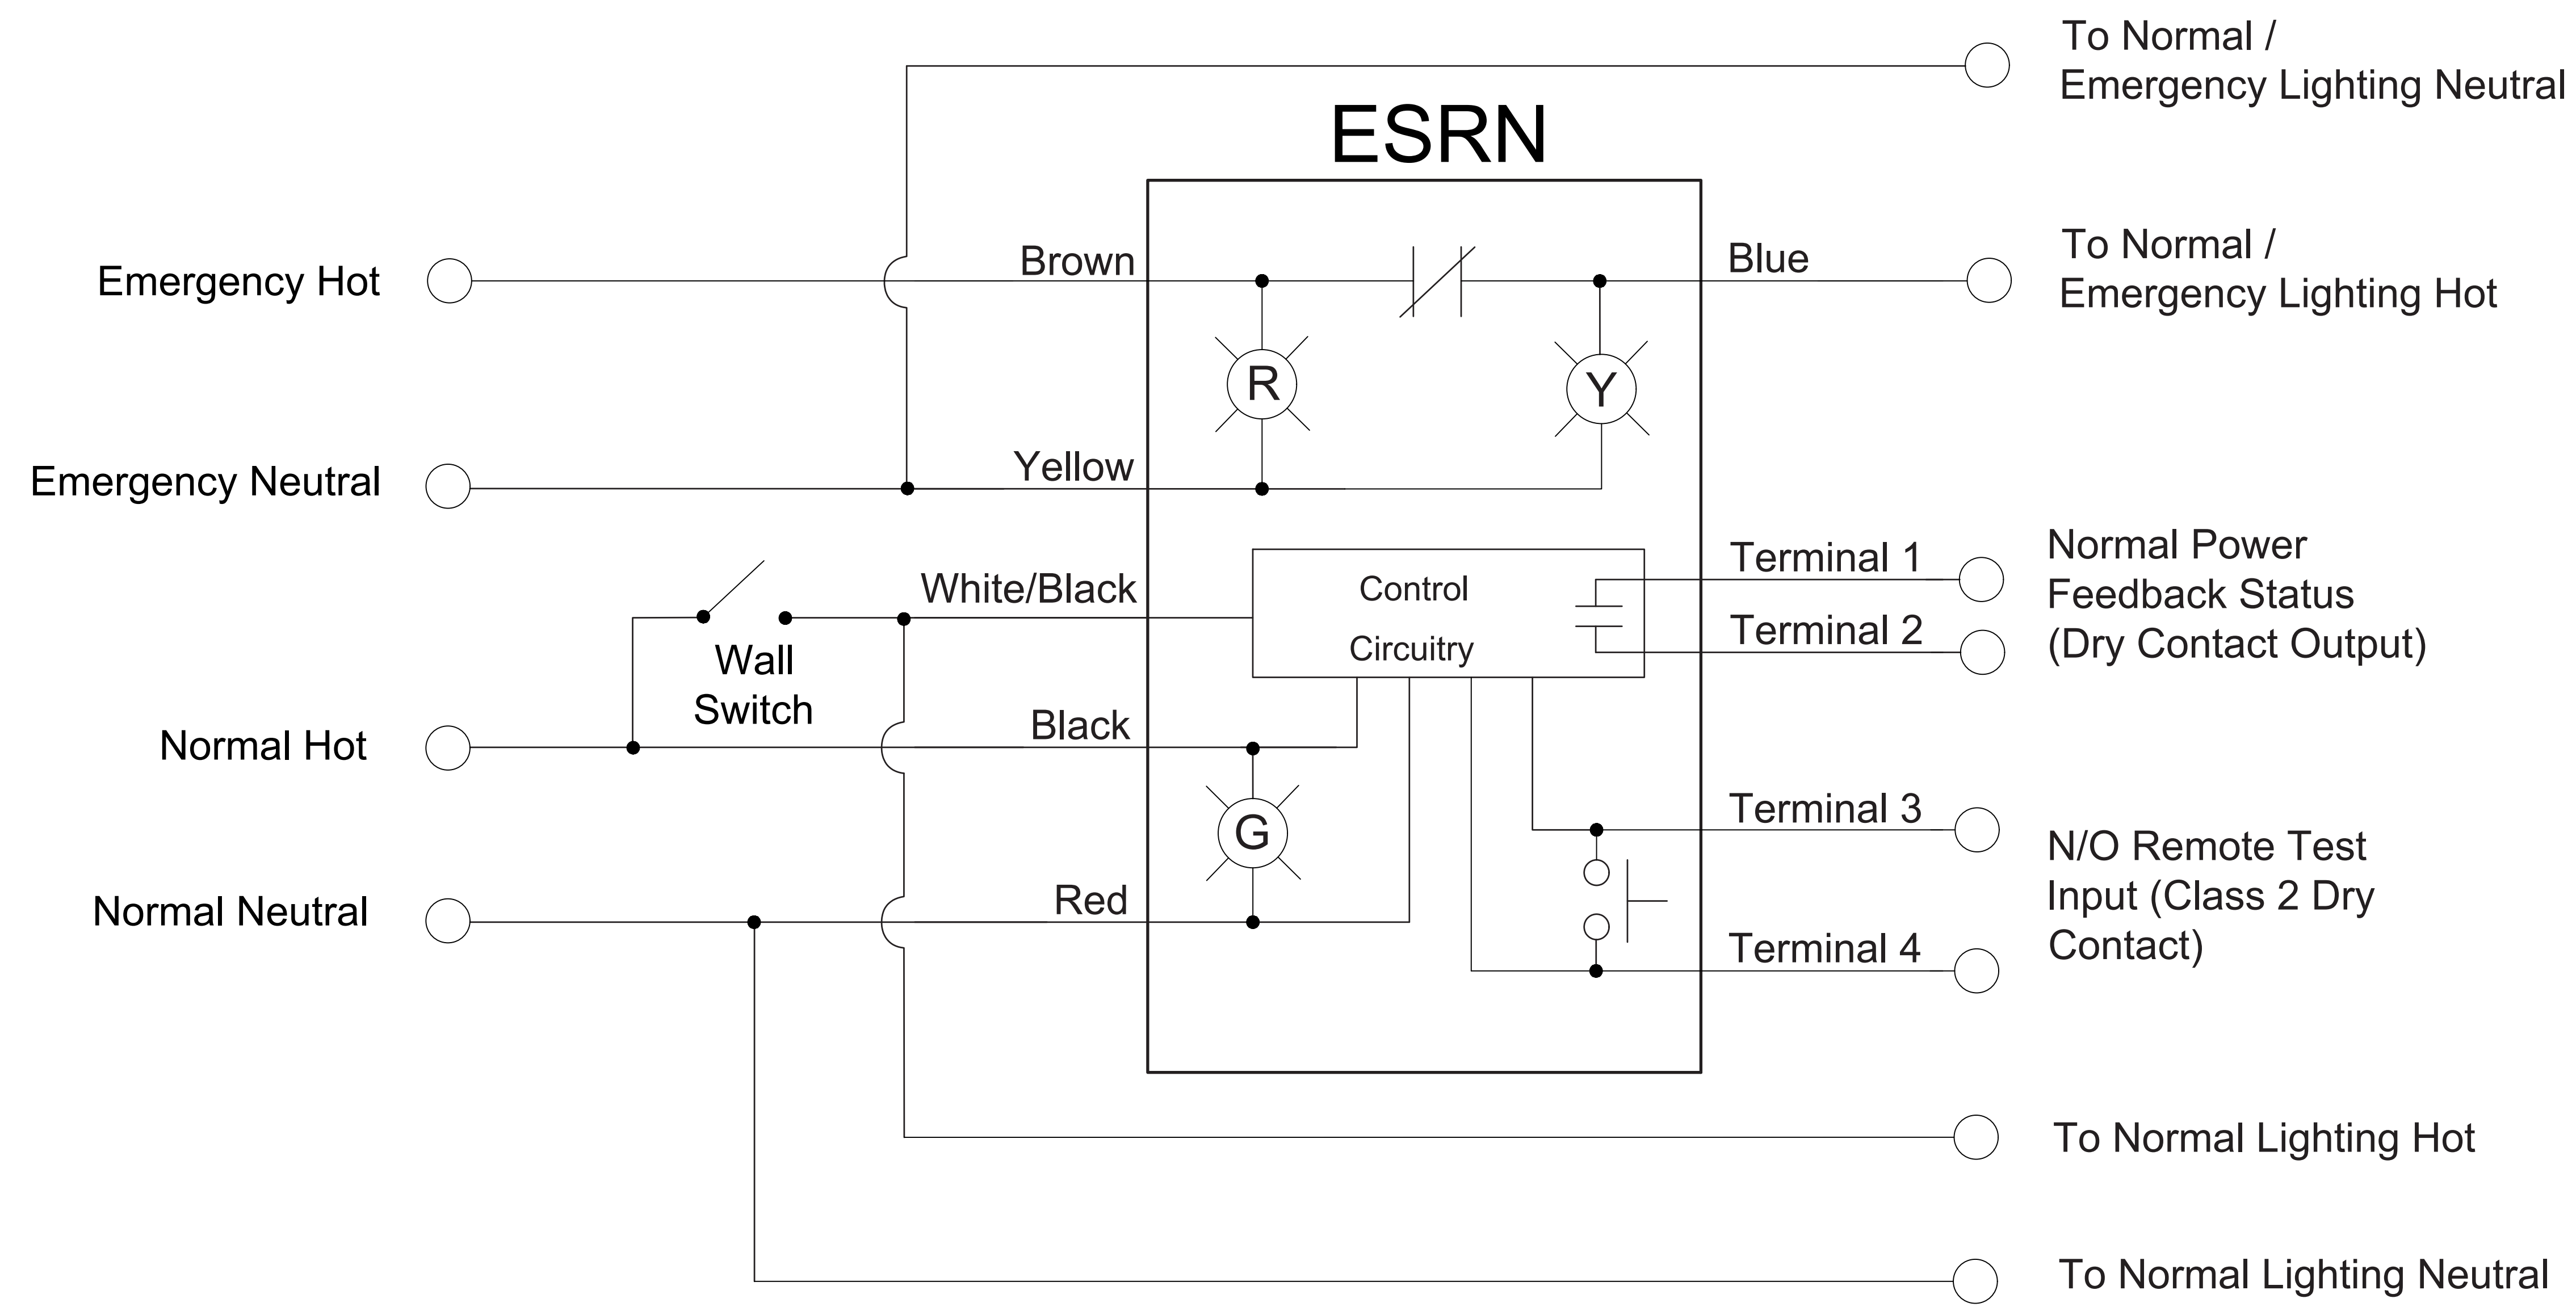 To Normal /
Emergency Lighting Neutral
ESRN
Emergency Hot
Brown
Blue
To Normal /
Emergency Lighting Hot
R
Y
Emergency Neutral
Yellow
White/Black
Wall
Switch
Control
Circuitry
Terminal 1
Terminal 2
Normal Power
Feedback Status
(Dry Contact Output)
Normal Hot
Black
G
Normal Neutral
Red
Terminal 3
Terminal 4
N/O Remote Test
Input (Class 2 Dry
Contact)
To Normal Lighting Hot
To Normal Lighting Neutral